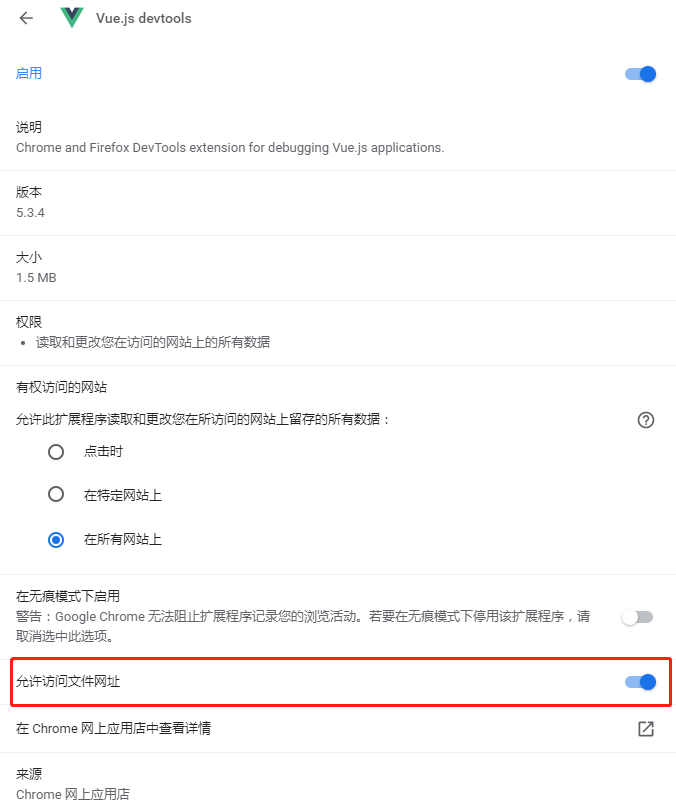 Vue.js devtools
启用
说明
Chrome and Firefox DevTools extension for debugging Vue.js applications.
版本
5.3.4
大小
1.5 MB
权限
• 读取和更改您在访问的网站上的所有数据
有权访问的网站
允许此扩展程序读取和更改您在所访问的网站上留存的所有数据：
点击时
在特定网站上
在所有网站上
在无痕模式下启用
警告：Google Chrome 无法阻止扩展程序记录您的浏览活动。若要在无痕模式下停用该扩展程序，请
取消选中此选项。
允许访问文件网址
在 Chrome 网上应用店中查看详情
来源
Chrome 网上应用店